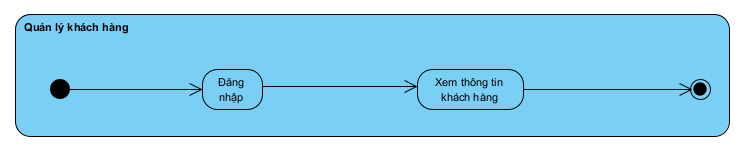 Quản lý khách hàng
Đăng
nhập
Xem thông tin
khách hàng